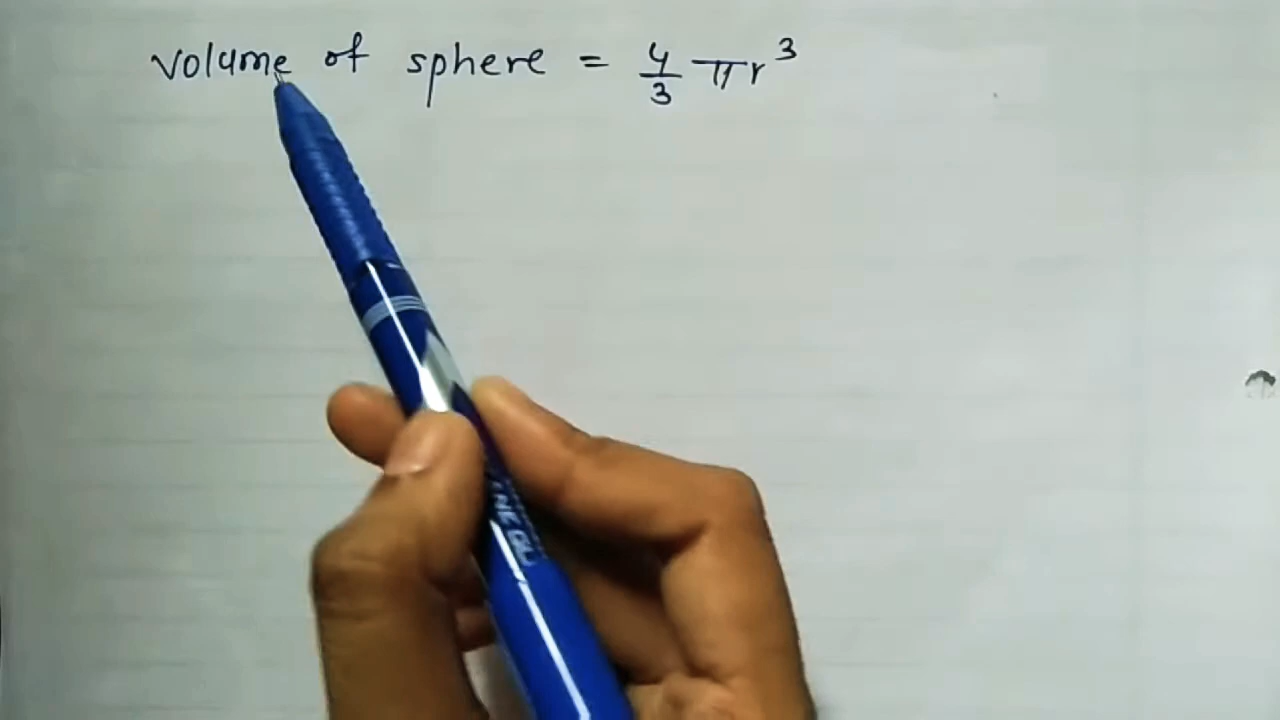 volume of sphere = 4/3 πr³